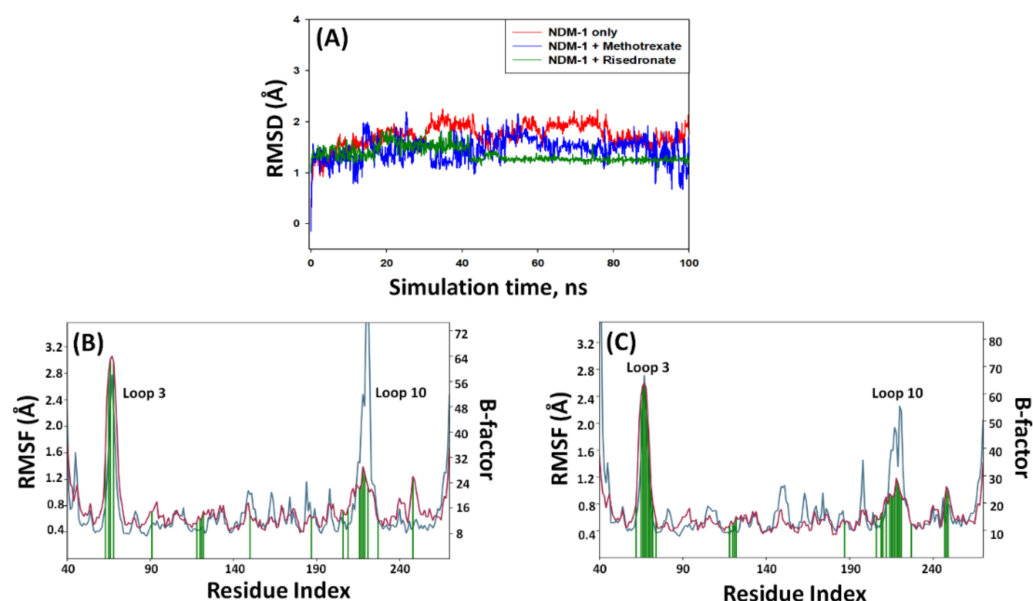 (A)
NDM-1 only
NDM-1 + Methotrexate
NDM-1 + Risedronate
RMSD (Å)
4
3
2
1
0
0 20 40 60 80 100
Simulation time, ns
(B)
Loop 3
Loop 10
RMSF (Å)
3.2
2.8
2.4
2.0
1.6
1.2
0.8
0.4
B-factor
72
64
56
48
36
28
24
16
8
40 90 140 190 240
Residue Index
(C)
Loop 3
Loop 10
RMSF (Å)
3.2
2.8
2.4
2.0
1.6
1.2
0.8
0.4
B-factor
80
70
60
50
40
30
20
10
40 90 140 190 240
Residue Index